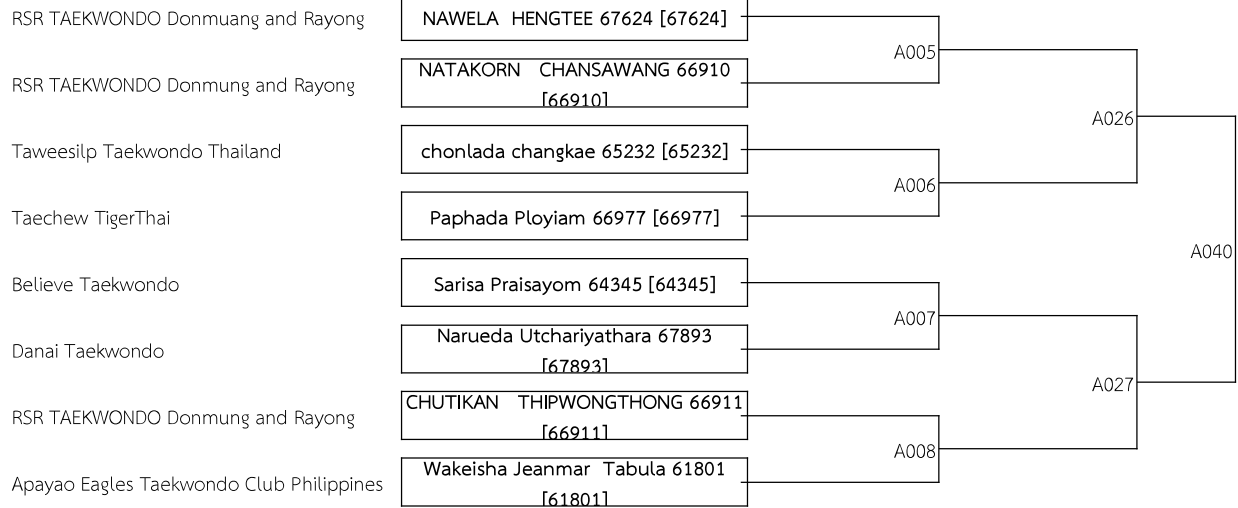 RSR TAEKWONDO Donmuang and Rayong
NAWELA HENGTEE 67624 [67624]
A005
RSR TAEKWONDO Donmung and Rayong
NATAKORN CHANSAWANG 66910
[66910]
A026
Taweesilp Taekwondo Thailand
chonlada changkae 65232 [65232]
A006
Taechew TigerThai
Paphada Ployiam 66977 [66977]
A040
Believe Taekwondo
Sarisa Praisayom 64345 [64345]
A007
Danai Taekwondo
Narueda Utchariyathara 67893
[67893]
A027
RSR TAEKWONDO Donmung and Rayong
CHUTIKAN THIPWONGTHONG 66911
[66911]
A008
Apayao Eagles Taekwondo Club Philippines
Wakeisha Jeanmar Tabula 61801
[61801]